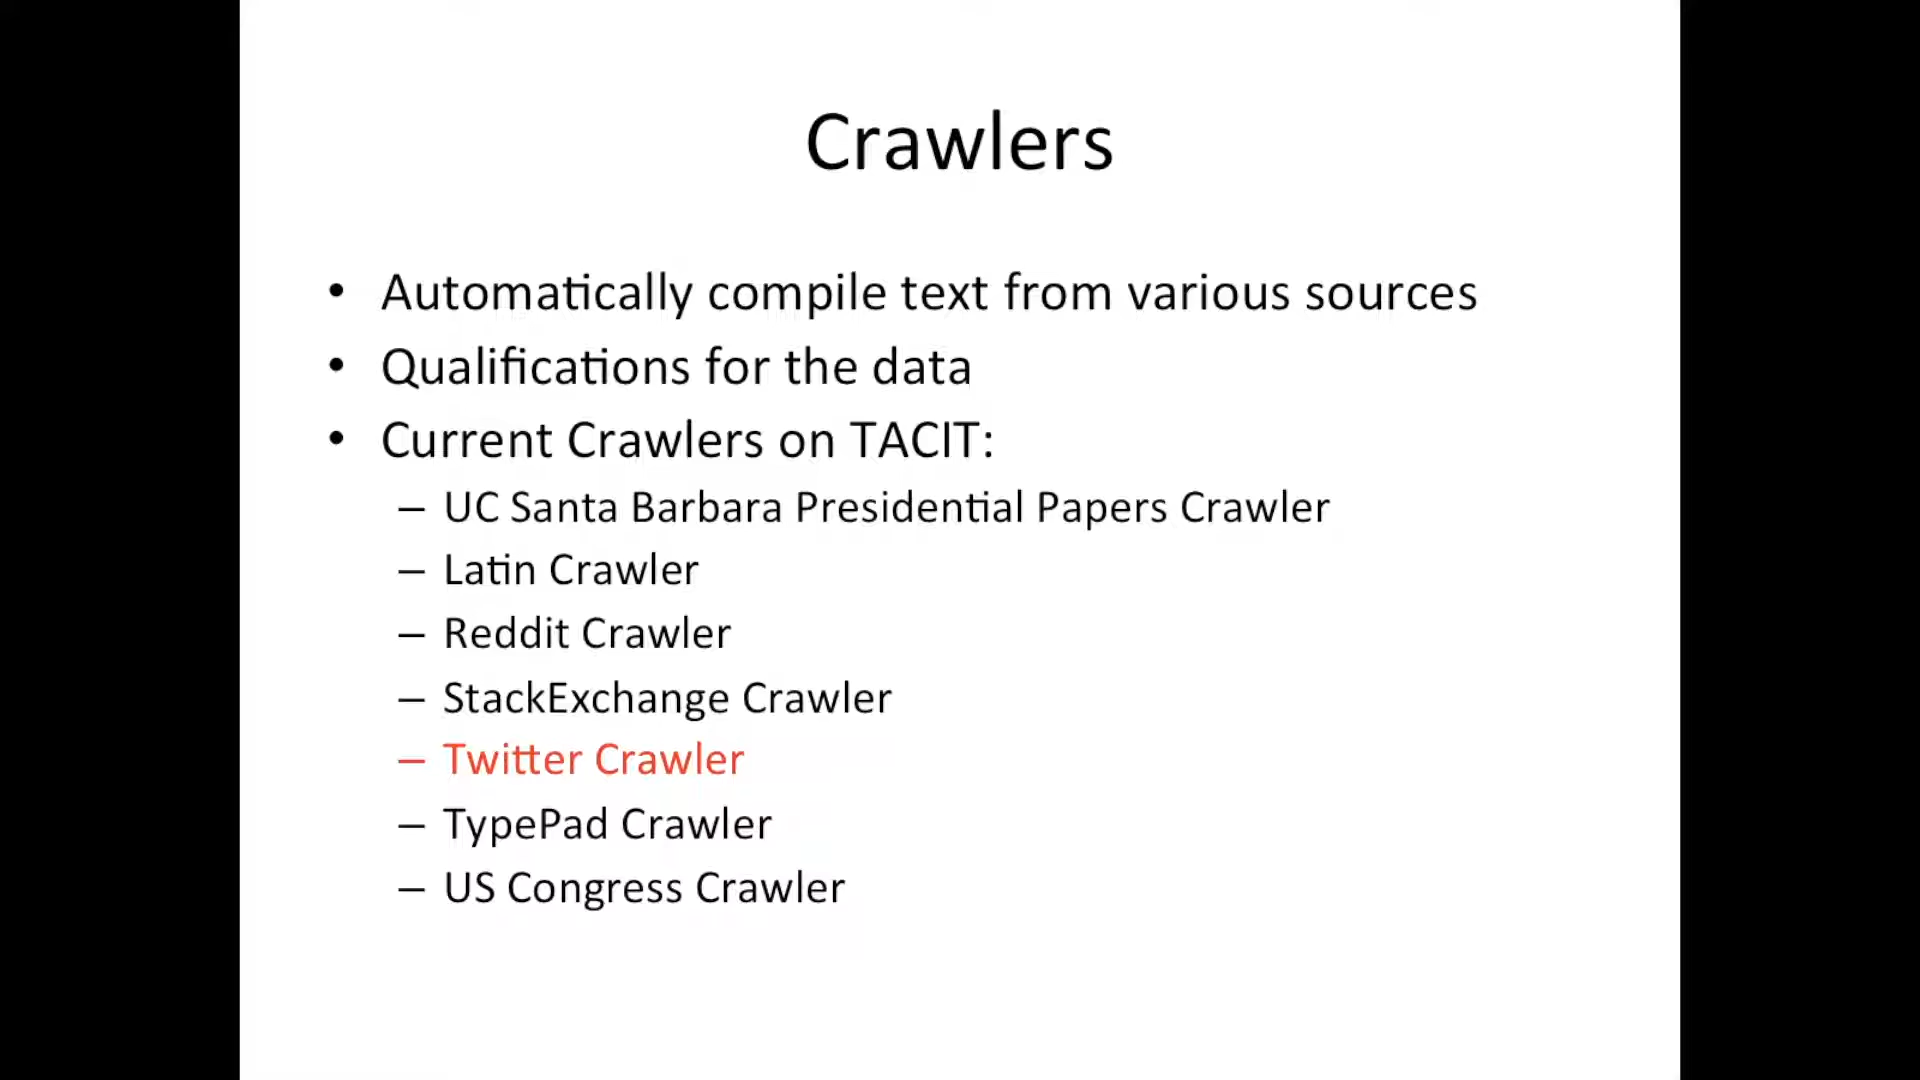 Crawlers
• Automatically compile text from various sources
• Qualifications for the data
• Current Crawlers on TACIT:
– UC Santa Barbara Presidential Papers Crawler
– Latin Crawler
– Reddit Crawler
– StackExchange Crawler
– Twitter Crawler
– TypePad Crawler
– US Congress Crawler